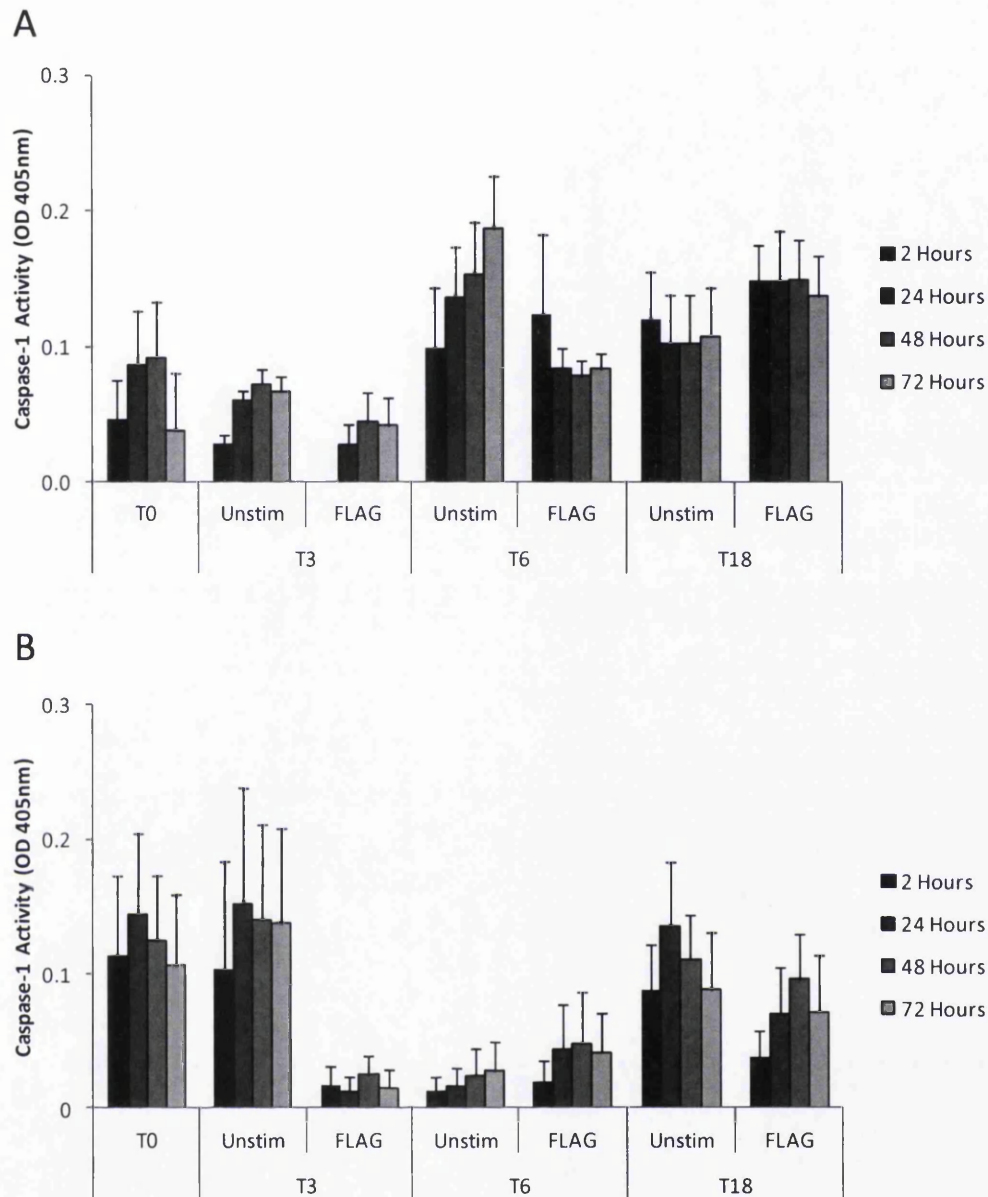 A
Caspase-1 Activity (OD 405nm)
0.3
0.2
0.1
0.0
T0
Unstim
FLAG
Unstim
FLAG
Unstim
FLAG
T3
T6
T18
2 Hours
24 Hours
48 Hours
72 Hours
B
Caspase-1 Activity (OD 405nm)
0.3
0.2
0.1
0
T0
Unstim
FLAG
Unstim
FLAG
Unstim
FLAG
T3
T6
T18
2 Hours
24 Hours
48 Hours
72 Hours